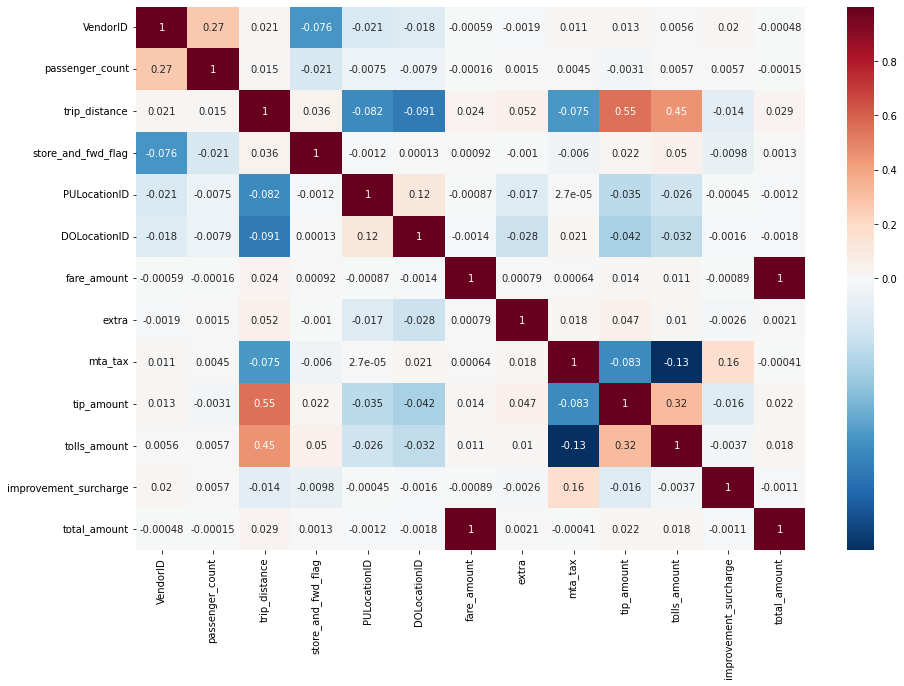 VendorID 1 0.27 0.021 -0.076 -0.021 -0.018 -0.00059 -0.0019 0.011 0.013 0.0056 0.02 -0.00048
passenger_count 0.27 1 0.015 -0.021 -0.0075 -0.0079 -0.00016 0.0015 0.0045 -0.0031 0.0057 0.0057 -0.00015
trip_distance 0.021 0.015 1 0.036 -0.082 -0.091 0.024 0.052 -0.075 0.55 0.45 -0.014 0.029
store_and_fwd_flag -0.076 -0.021 0.036 1 -0.0012 0.00013 0.00092 -0.001 -0.006 0.022 0.05 -0.0098 0.0013
PULocationID -0.021 -0.0075 -0.082 -0.0012 1 0.12 -0.00087 -0.017 2.7e-05 -0.035 -0.026 -0.00045 -0.0012
DOLocationID -0.018 -0.0079 -0.091 0.00013 0.12 1 -0.0014 -0.028 0.021 -0.042 -0.032 -0.0016 -0.0018
fare_amount -0.00059 -0.00016 0.024 0.00092 -0.00087 -0.0014 1 0.00079 0.00064 0.014 0.011 -0.00089 1
extra -0.0019 0.0015 0.052 -0.001 -0.017 -0.028 0.00079 1 0.018 0.047 0.01 -0.0026 0.0021
mta_tax 0.011 0.0045 -0.075 -0.006 2.7e-05 0.021 0.00064 0.018 1 -0.083 -0.13 0.16 -0.00041
tip_amount 0.013 -0.0031 0.55 0.022 -0.035 -0.042 0.014 0.047 -0.083 1 0.32 -0.016 0.022
tolls_amount 0.0056 0.0057 0.45 0.05 -0.026 -0.032 0.011 0.01 -0.13 0.32 1 -0.0037 0.018
improvement_surcharge 0.02 0.0057 -0.014 -0.0098 -0.00045 -0.0016 -0.00089 -0.0026 0.16 -0.016 -0.0037 1 -0.0011
total_amount -0.00048 -0.00015 0.029 0.0013 -0.0012 -0.0018 1 0.0021 -0.00041 0.022 0.018 -0.0011 1
VendorID
passenger_count
trip_distance
store_and_fwd_flag
PULocationID
DOLocationID
fare_amount
extra
mta_tax
tip_amount
tolls_amount
improvement_surcharge
total_amount
0.8
0.6
0.4
0.2
0.0